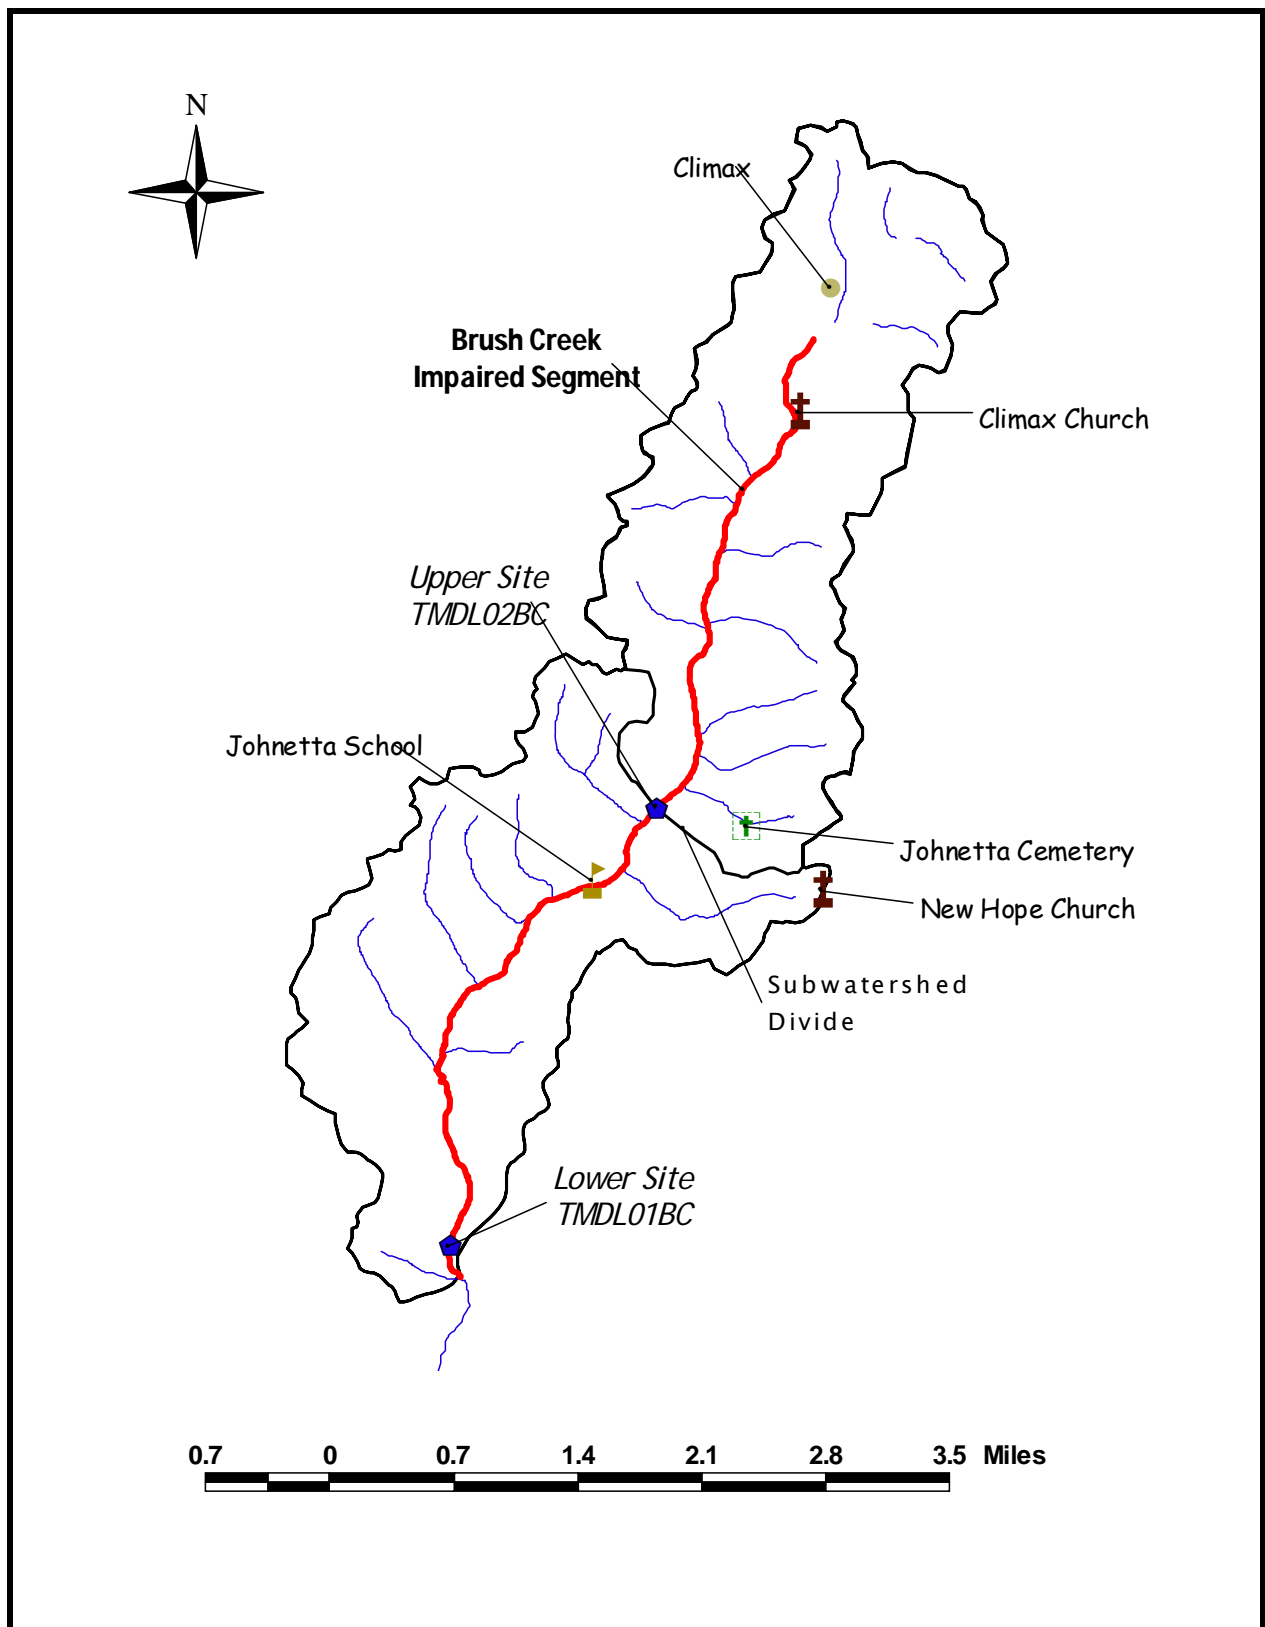 N
Climax
Brush Creek
Impaired Segment
Climax Church
Upper Site
TMDL02BC
Johnetta School
Johnetta Cemetery
New Hope Church
Subwatershed
Divide
Lower Site
TMDL01BC
0.7 0 0.7 1.4 2.1 2.8 3.5 Miles